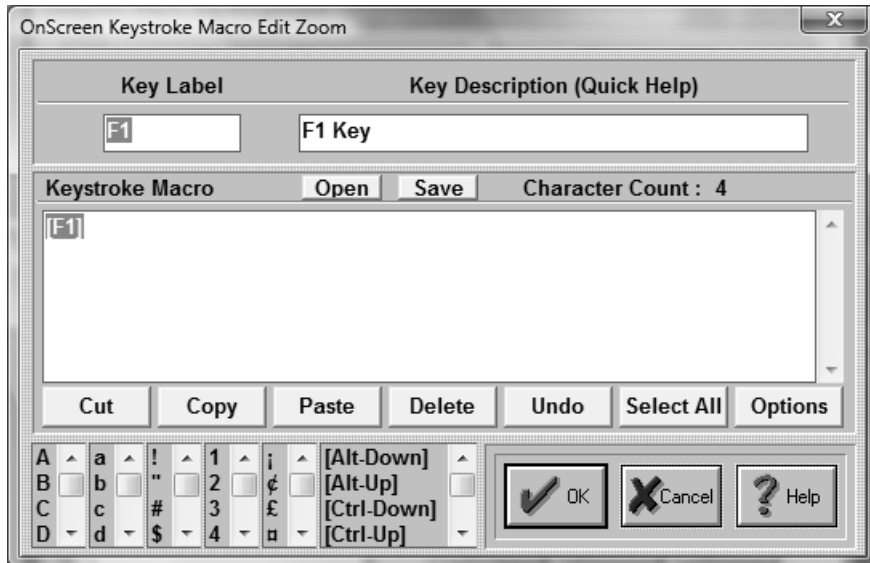 OnScreen Keystroke Macro Edit Zoom
Key Label Key Description (Quick Help)
F1 F1 Key
Keystroke Macro Open Save Character Count : 4
[F1]
Cut Copy Paste Delete Undo Select All Options
A a ! 1 ¡ [Alt-Down]
B b " 2 ¢ [Alt-Up]
C c # 3 £ [Ctrl-Down]
D d $ 4 ¤ [Ctrl-Up]
OK Cancel Help